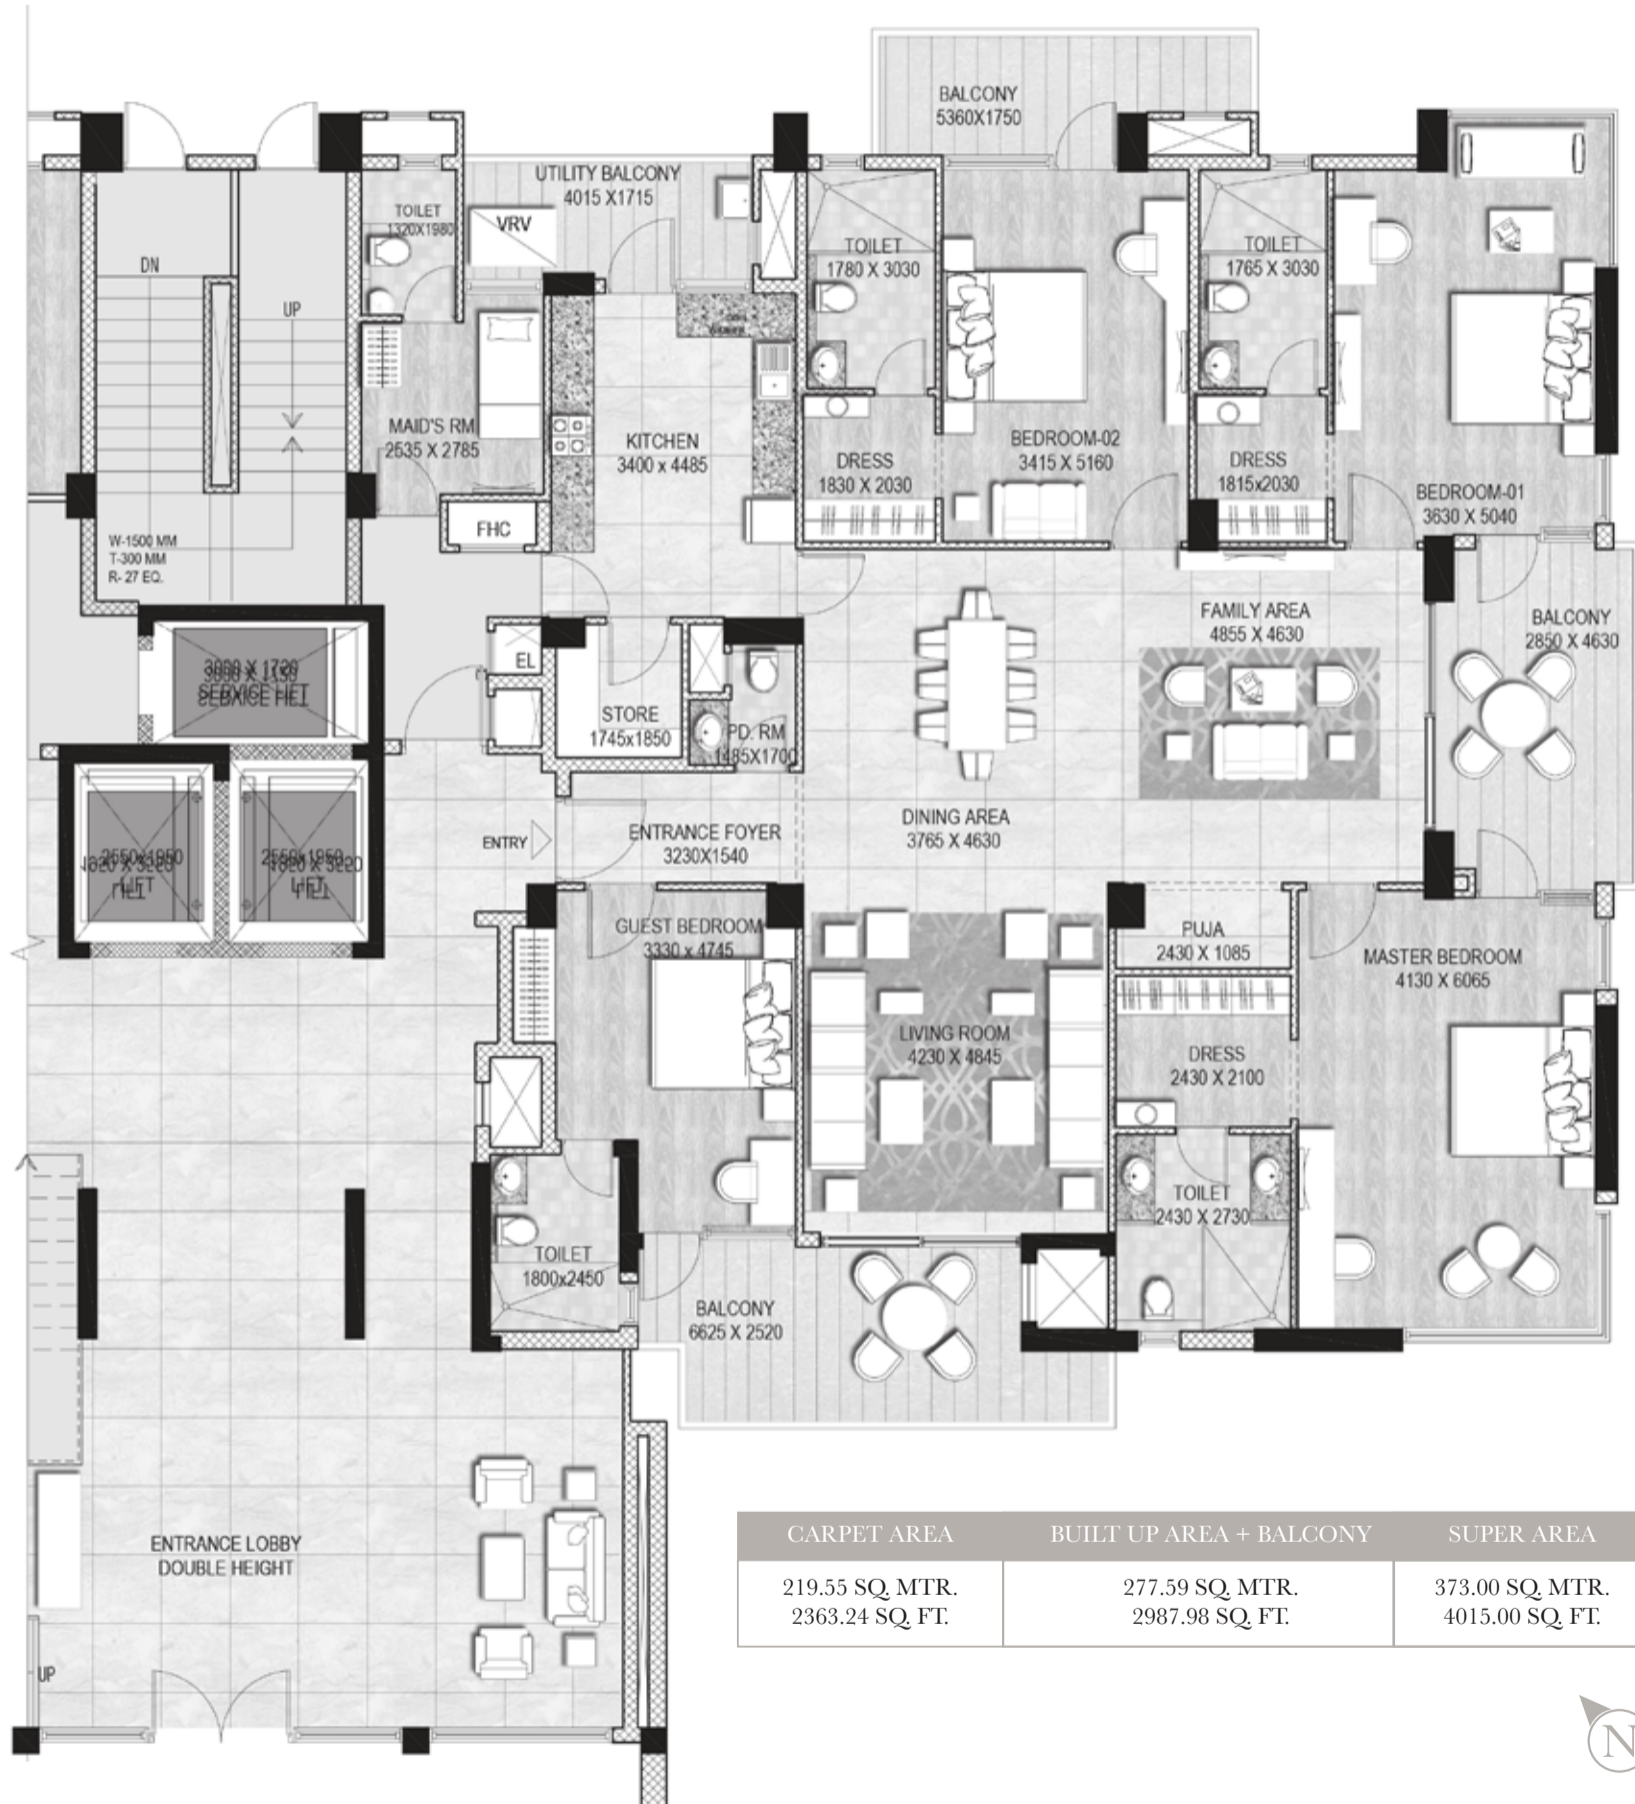 BALCONY
5360X1750
UTILITY BALCONY
4015 X1715
VRV
TOILET
1320X1980
TOILET
1780 X 3030
TOILET
1765 X 3030
DN
UP
MAID'S RM
2535 X 2785
KITCHEN
3400 x 4485
BEDROOM-02
3415 X 5160
DRESS
1830 X 2030
DRESS
1815x2030
BEDROOM-01
3630 X 5040
FHC
W-1500 MM
T-300 MM
R- 27 EQ.
FAMILY AREA
4855 X 4630
BALCONY
2850 X 4630
EL
SERVICE LIFT
STORE
1745x1850
PD. RM
1485X1700
DINING AREA
3765 X 4630
ENTRY
ENTRANCE FOYER
3230X1540
LIFT
LIFT
GUEST BEDROOM
3330 x 4745
PUJA
2430 X 1085
MASTER BEDROOM
4130 X 6065
LIVING ROOM
4230 X 4845
DRESS
2430 X 2100
TOILET
2430 X 2730
TOILET
1800x2450
BALCONY
6625 X 2520
ENTRANCE LOBBY
DOUBLE HEIGHT
UP
CARPET AREA
BUILT UP AREA + BALCONY
SUPER AREA
219.55 SQ. MTR.
2363.24 SQ. FT.
277.59 SQ. MTR.
2987.98 SQ. FT.
373.00 SQ. MTR.
4015.00 SQ. FT.
N